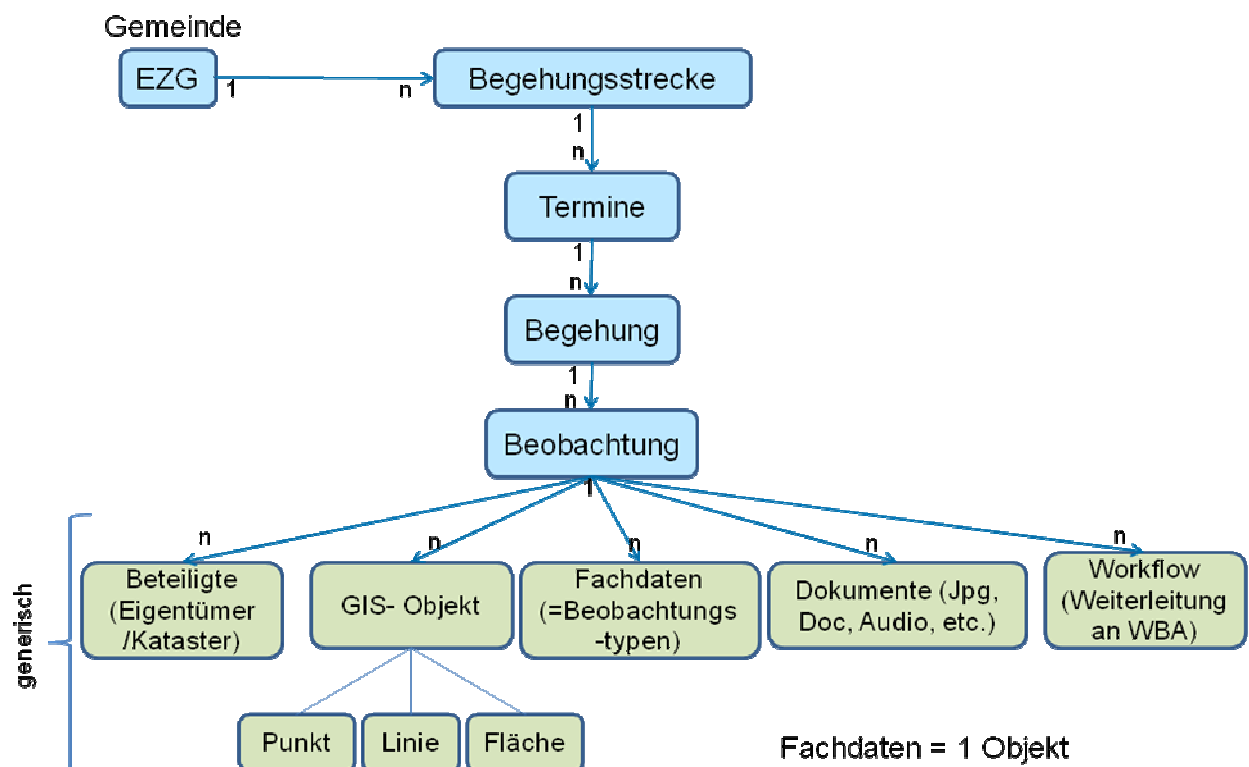 Gemeinde
EZG
1
n
Begehungsstrecke
1
n
Termine
1
n
Begehung
1
n
Beobachtung
1
n
n
n
n
n
generisch
Beteiligte
(Eigentümer
/Kataster)
GIS- Objekt
Fachdaten
(=Beobachtungs
-typen)
Dokumente (Jpg,
Doc, Audio, etc.)
Workflow
(Weiterleitung
an WBA)
Punkt
Linie
Fläche
Fachdaten = 1 Objekt